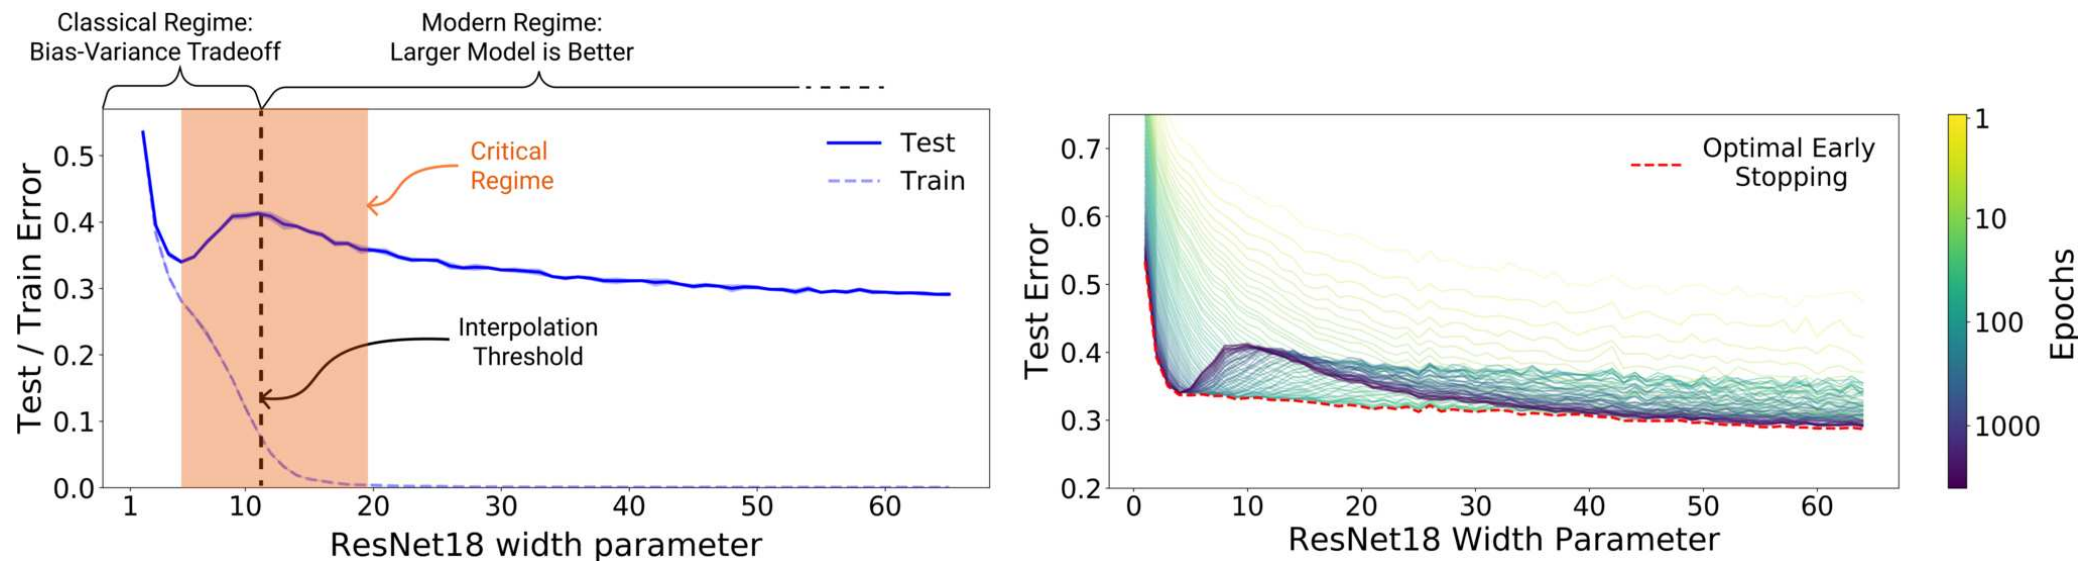 Classical Regime:
Bias-Variance Tradeoff
Modern Regime:
Larger Model is Better
Critical
Regime
Test
Train
Interpolation
Threshold
Test / Train Error
0.5
0.4
0.3
0.2
0.1
0.0
1 10 20 30 40 50 60
ResNet18 width parameter
Optimal Early
Stopping
Test Error
0.7
0.6
0.5
0.4
0.3
0.2
0 10 20 30 40 50 60
ResNet18 Width Parameter
1
10
100
1000
Epochs